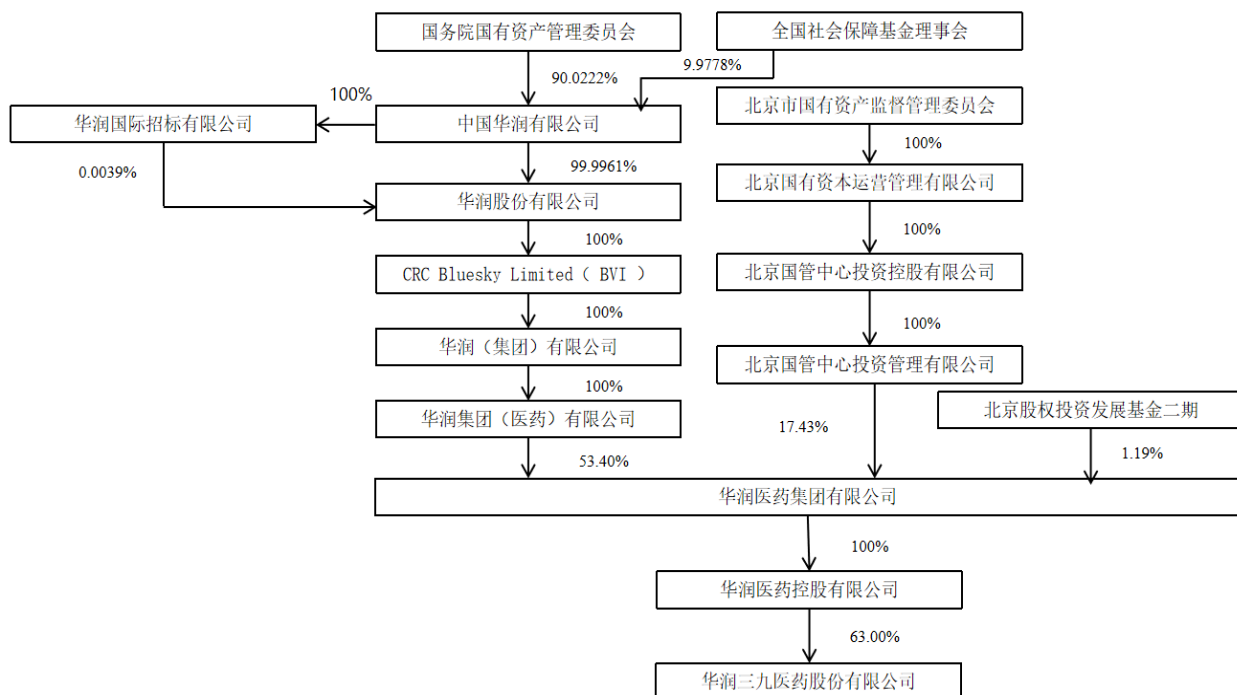 国务院国有资产管理委员会
全国社会保障基金理事会
90.0222%
9.9778%
100%
北京市国有资产监督管理委员会
华润国际招标有限公司
中国华润有限公司
100%
0.0039%
99.9961%
北京国有资本运营管理有限公司
华润股份有限公司
100%
100%
CRC Bluesky Limited（ BVI ）
北京国管中心投资控股有限公司
100%
100%
华润（集团）有限公司
北京国管中心投资管理有限公司
100%
华润集团（医药）有限公司
北京股权投资发展基金二期
17.43%
53.40%
1.19%
华润医药集团有限公司
100%
华润医药控股有限公司
63.00%
华润三九医药股份有限公司